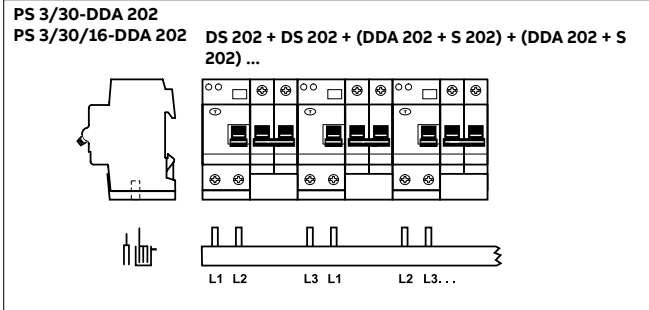 PS 3/30-DDA 202
PS 3/30/16-DDA 202 DS 202 + DS 202 + (DDA 202 + S 202) + (DDA 202 + S
202) ...
T T T
L1 L2 L3 L1 L2 L3...